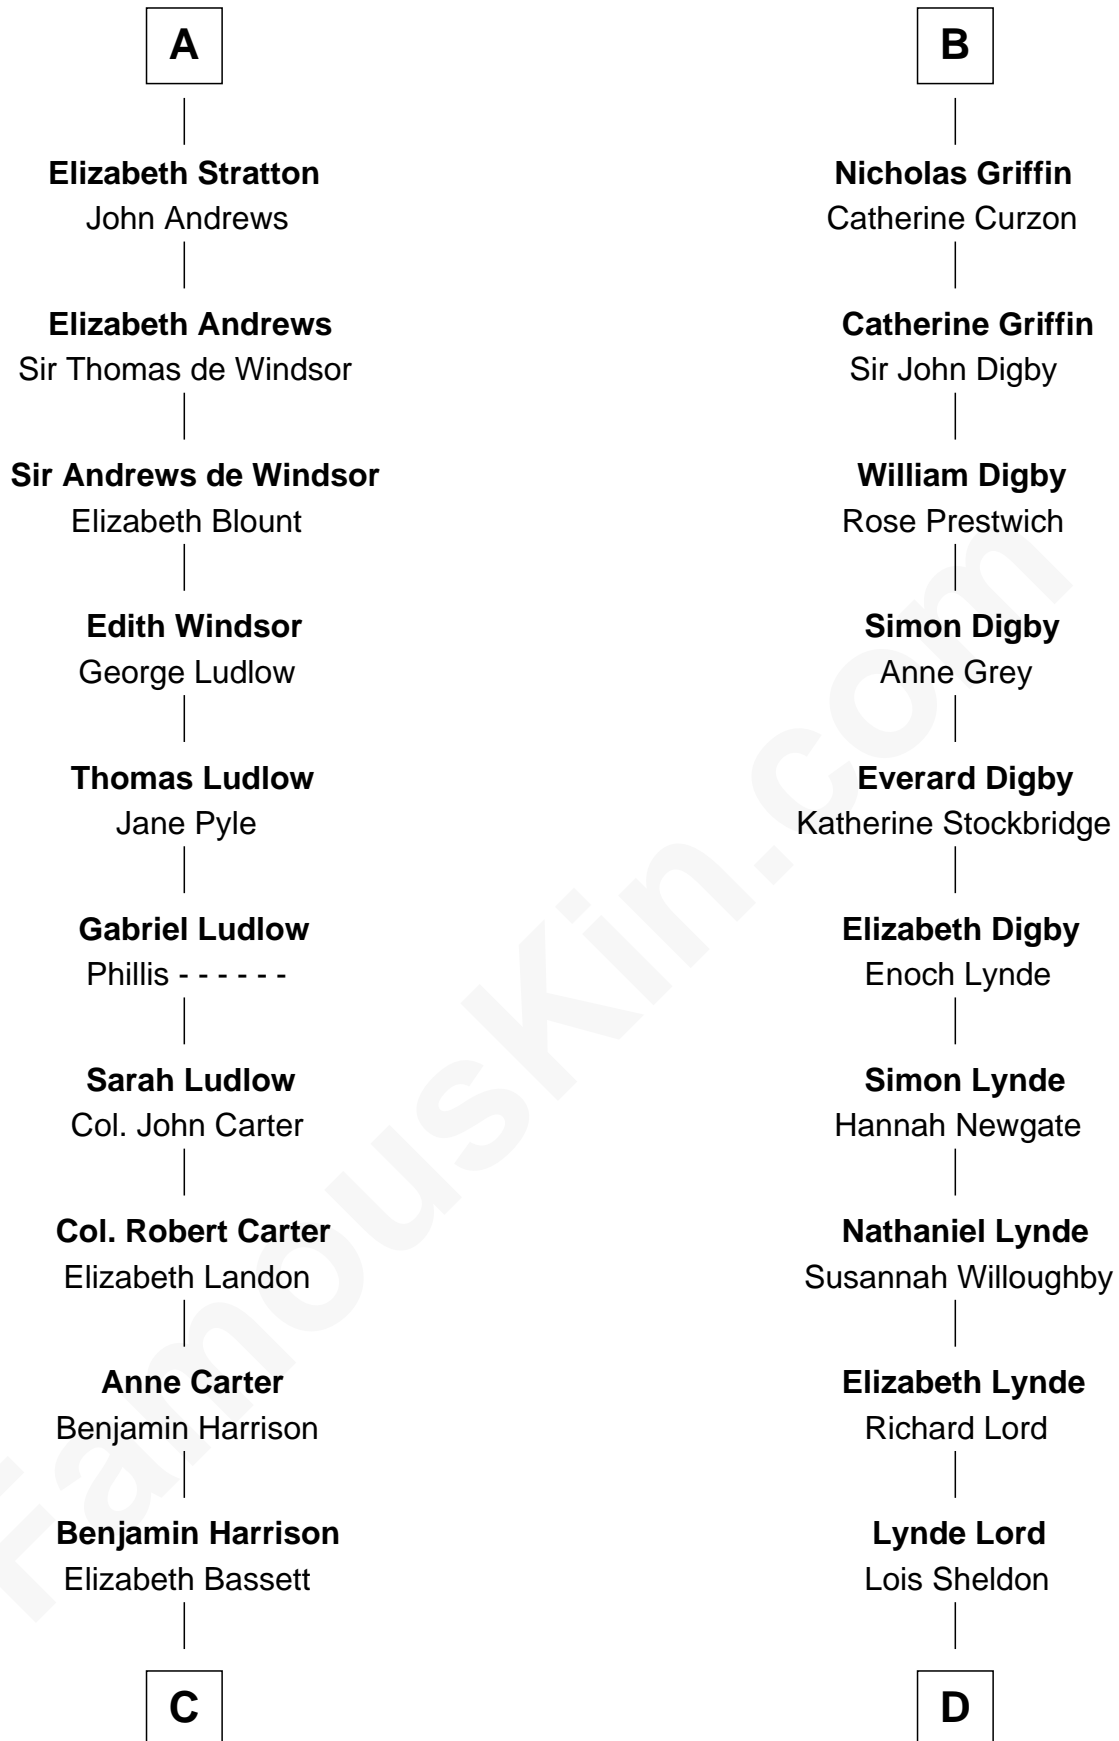 A
Elizabeth Stratton
John Andrews
Elizabeth Andrews
Sir Thomas de Windsor
Sir Andrews de Windsor
Elizabeth Blount
Edith Windsor
George Ludlow
Thomas Ludlow
Jane Pyle
Gabriel Ludlow
Phillis - - - - - -
Sarah Ludlow
Col. John Carter
Col. Robert Carter
Elizabeth Landon
Anne Carter
Benjamin Harrison
Benjamin Harrison
Elizabeth Bassett
C
B
Nicholas Griffin
Catherine Curzon
Catherine Griffin
Sir John Digby
William Digby
Rose Prestwich
Simon Digby
Anne Grey
Everard Digby
Katherine Stockbridge
Elizabeth Digby
Enoch Lynde
Simon Lynde
Hannah Newgate
Nathaniel Lynde
Susannah Willoughby
Elizabeth Lynde
Richard Lord
Lynde Lord
Lois Sheldon
D
FamousKin.com